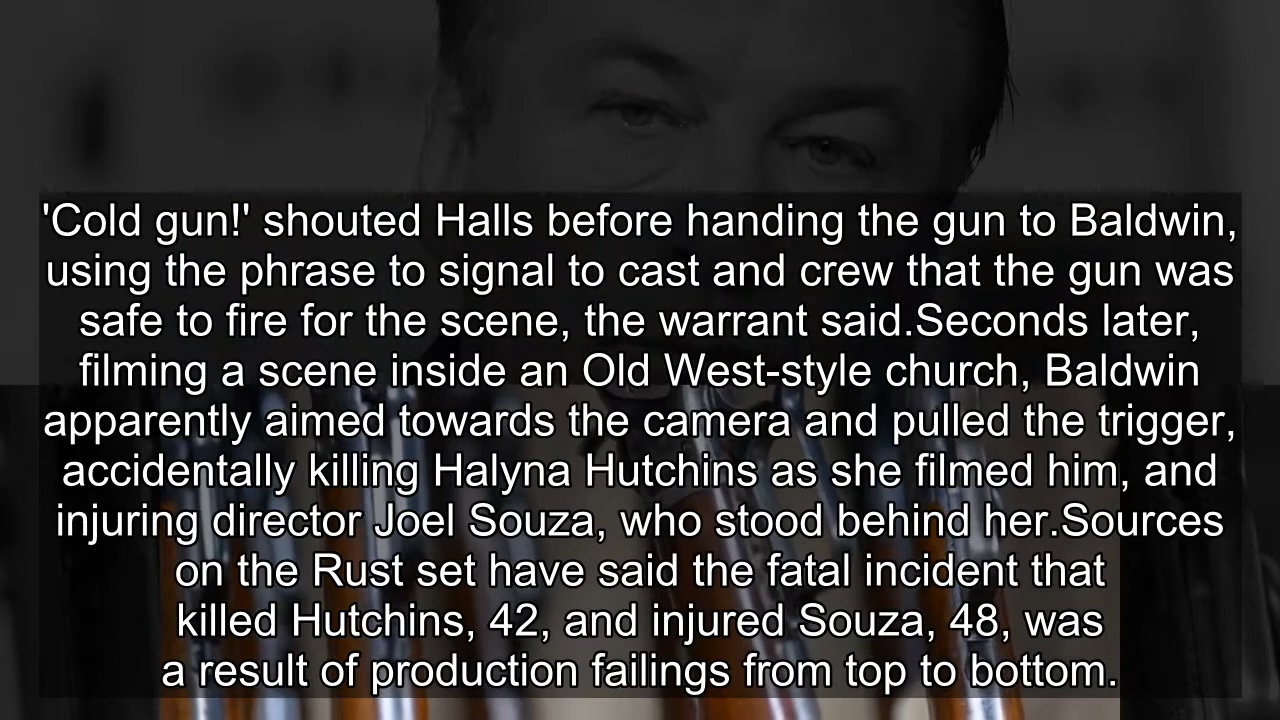 'Cold gun!' shouted Halls before handing the gun to Baldwin,
using the phrase to signal to cast and crew that the gun was
safe to fire for the scene, the warrant said.Seconds later,
filming a scene inside an Old West-style church, Baldwin
apparently aimed towards the camera and pulled the trigger,
accidentally killing Halyna Hutchins as she filmed him, and
injuring director Joel Souza, who stood behind her.Sources
on the Rust set have said the fatal incident that
killed Hutchins, 42, and injured Souza, 48, was
a result of production failings from top to bottom.